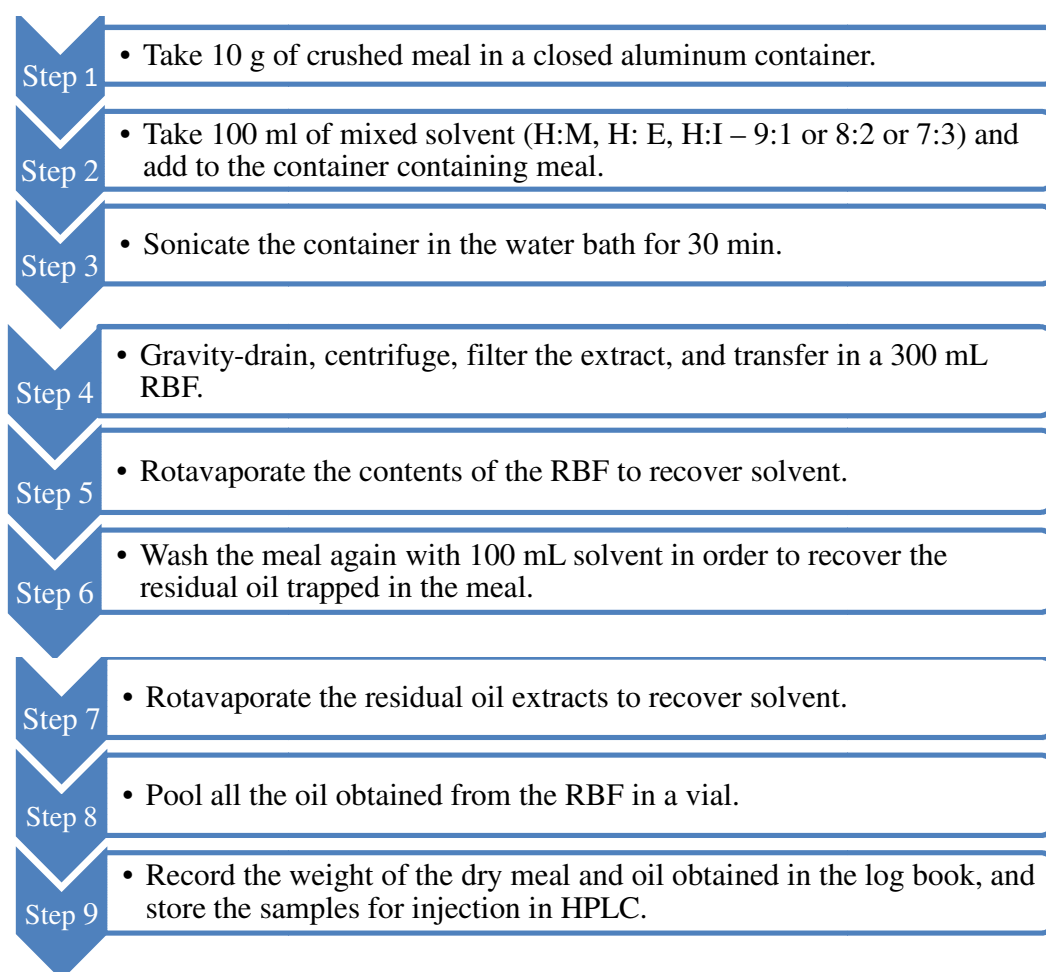 Step 1
• Take 10 g of crushed meal in a closed aluminum container.
Step 2
• Take 100 ml of mixed solvent (H:M, H: E, H:I – 9:1 or 8:2 or 7:3) and
add to the container containing meal.
Step 3
• Sonicate the container in the water bath for 30 min.
Step 4
• Gravity-drain, centrifuge, filter the extract, and transfer in a 300 mL
RBF.
Step 5
• Rotavaporate the contents of the RBF to recover solvent.
Step 6
• Wash the meal again with 100 mL solvent in order to recover the
residual oil trapped in the meal.
Step 7
• Rotavaporate the residual oil extracts to recover solvent.
Step 8
• Pool all the oil obtained from the RBF in a vial.
Step 9
• Record the weight of the dry meal and oil obtained in the log book, and
store the samples for injection in HPLC.